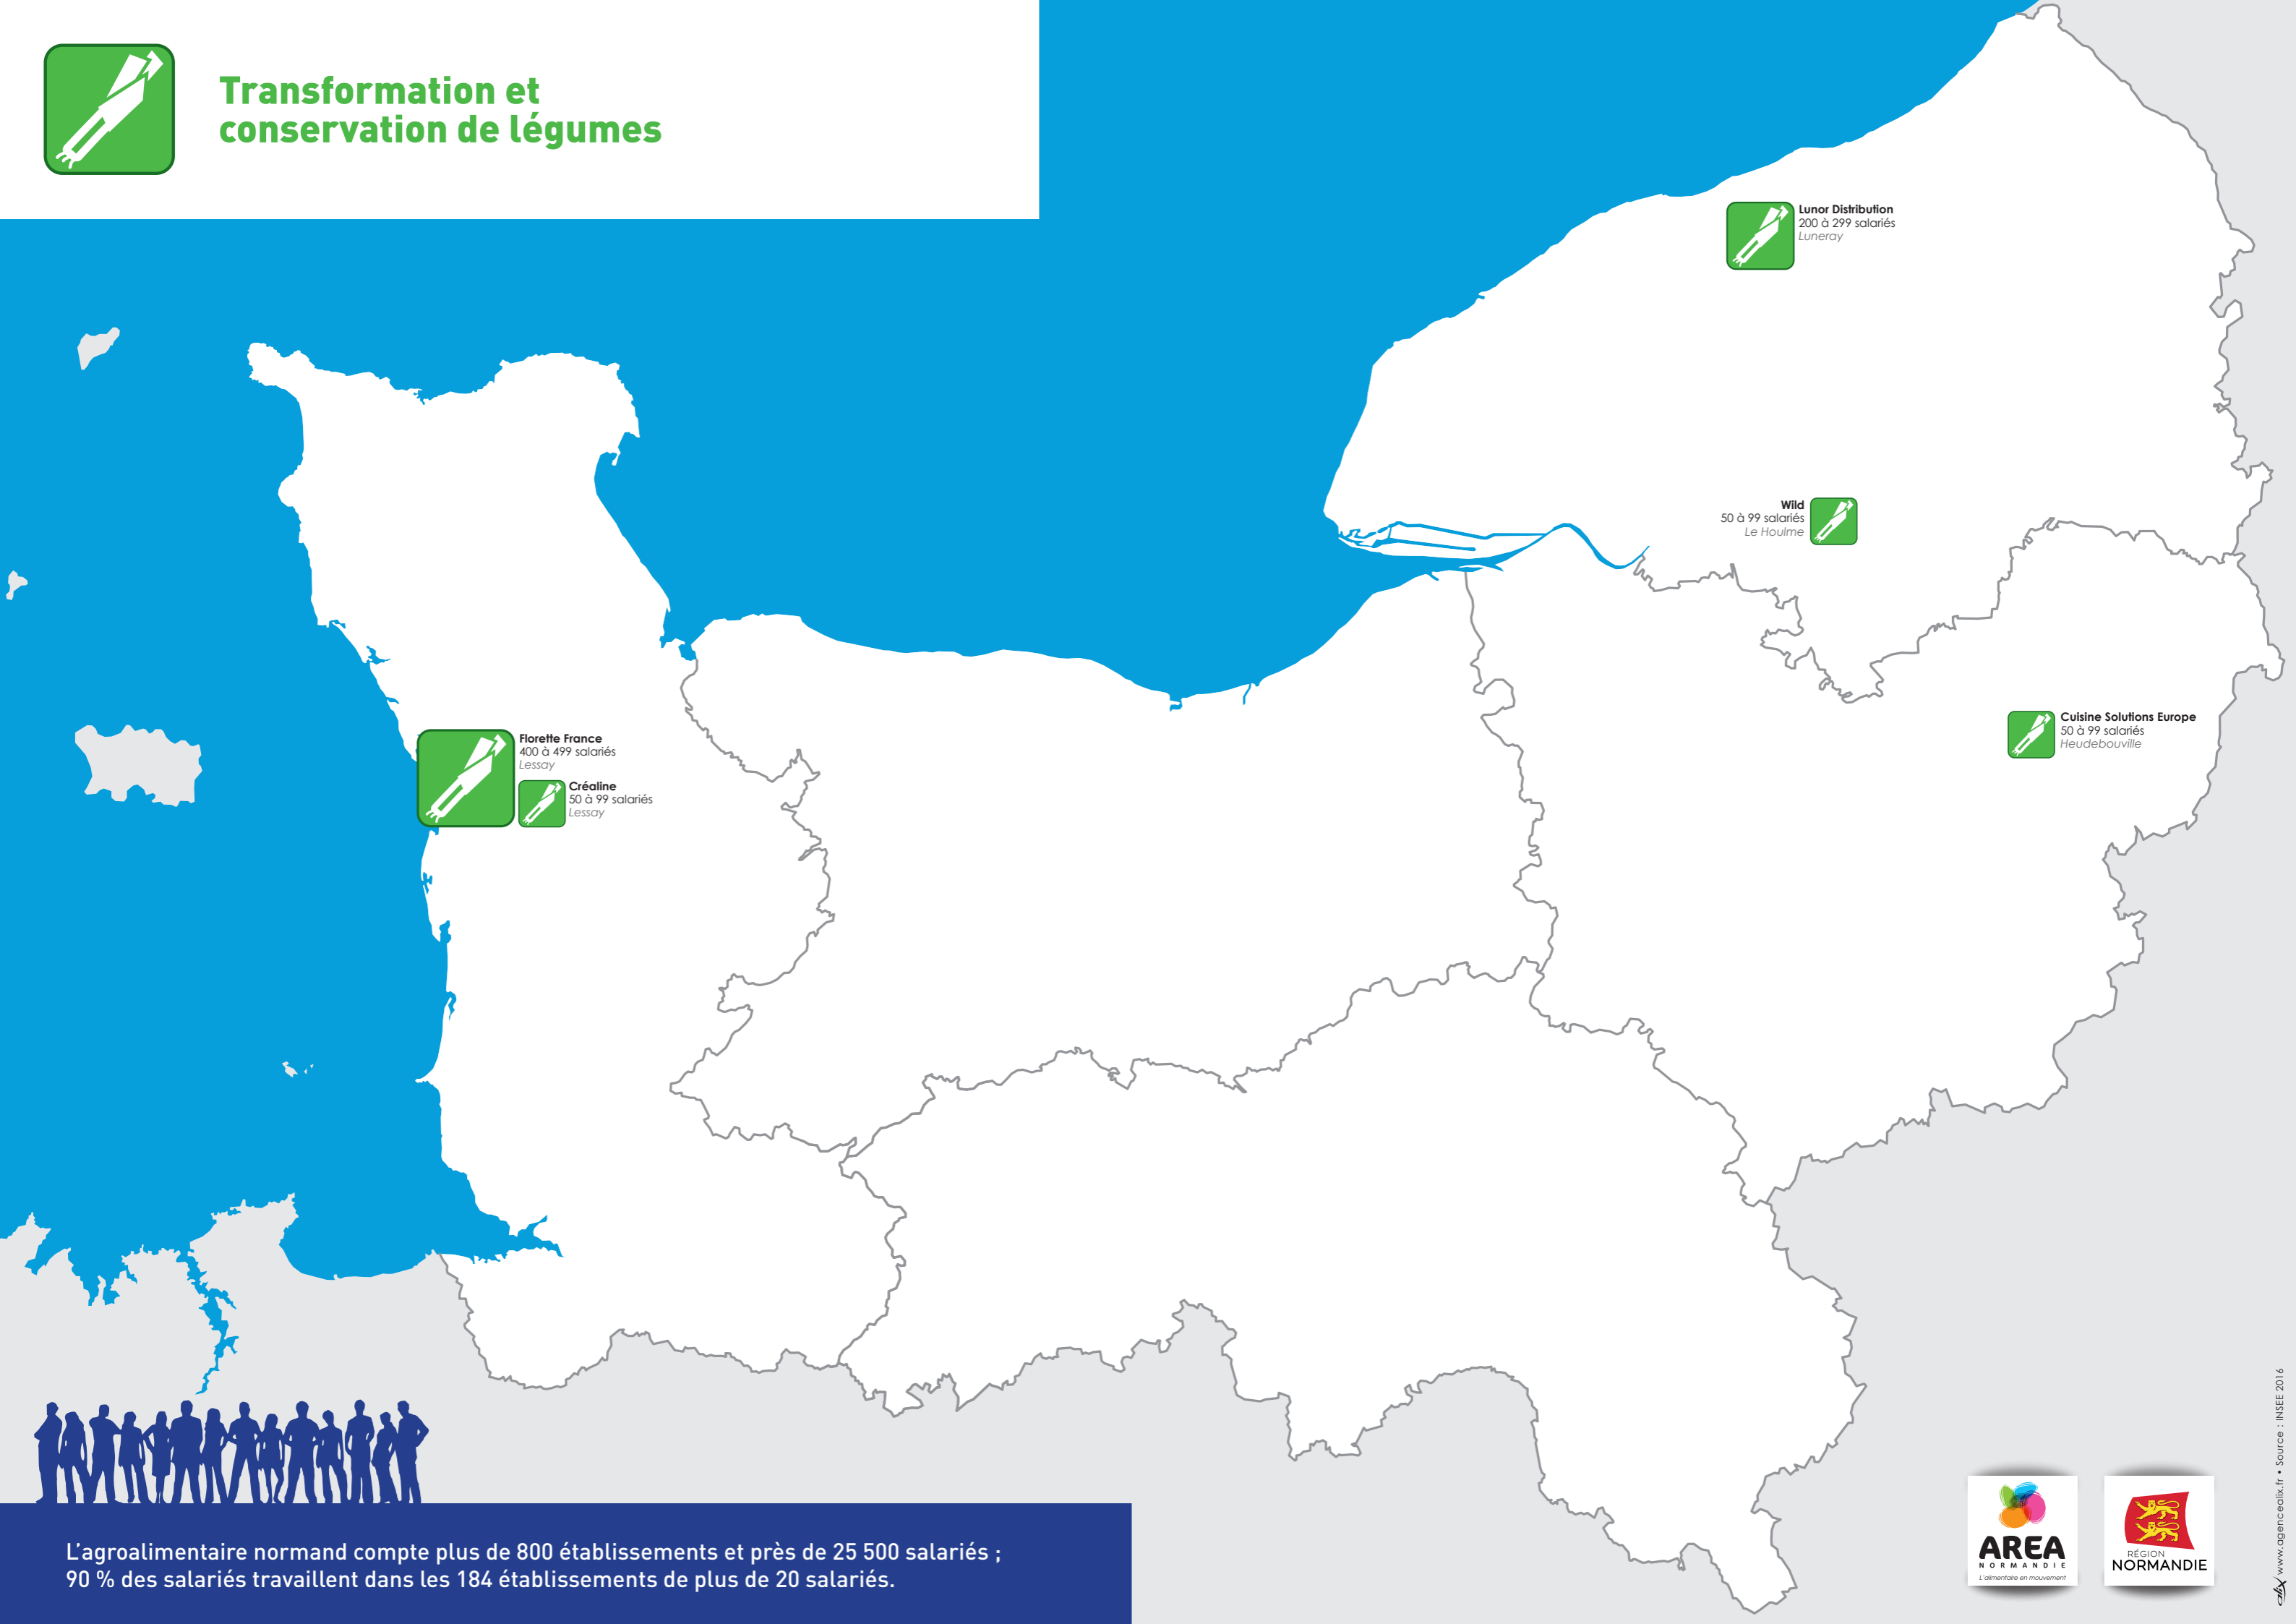 Transformation et
conservation de légumes
Lunor Distribution
200 à 299 salariés
Luneray
Wild
50 à 99 salariés
Le Houlme
Cuisine Solutions Europe
50 à 99 salariés
Heudebouville
Florette France
400 à 499 salariés
Lessay
Créaline
50 à 99 salariés
Lessay
L’agroalimentaire normand compte plus de 800 établissements et près de 25 500 salariés ;
90 % des salariés travaillent dans les 184 établissements de plus de 20 salariés.
AREA
NORMANDIE
L'alimentaire en mouvement
RÉGION
NORMANDIE
alix www.agencealix.fr • Source : INSEE 2016